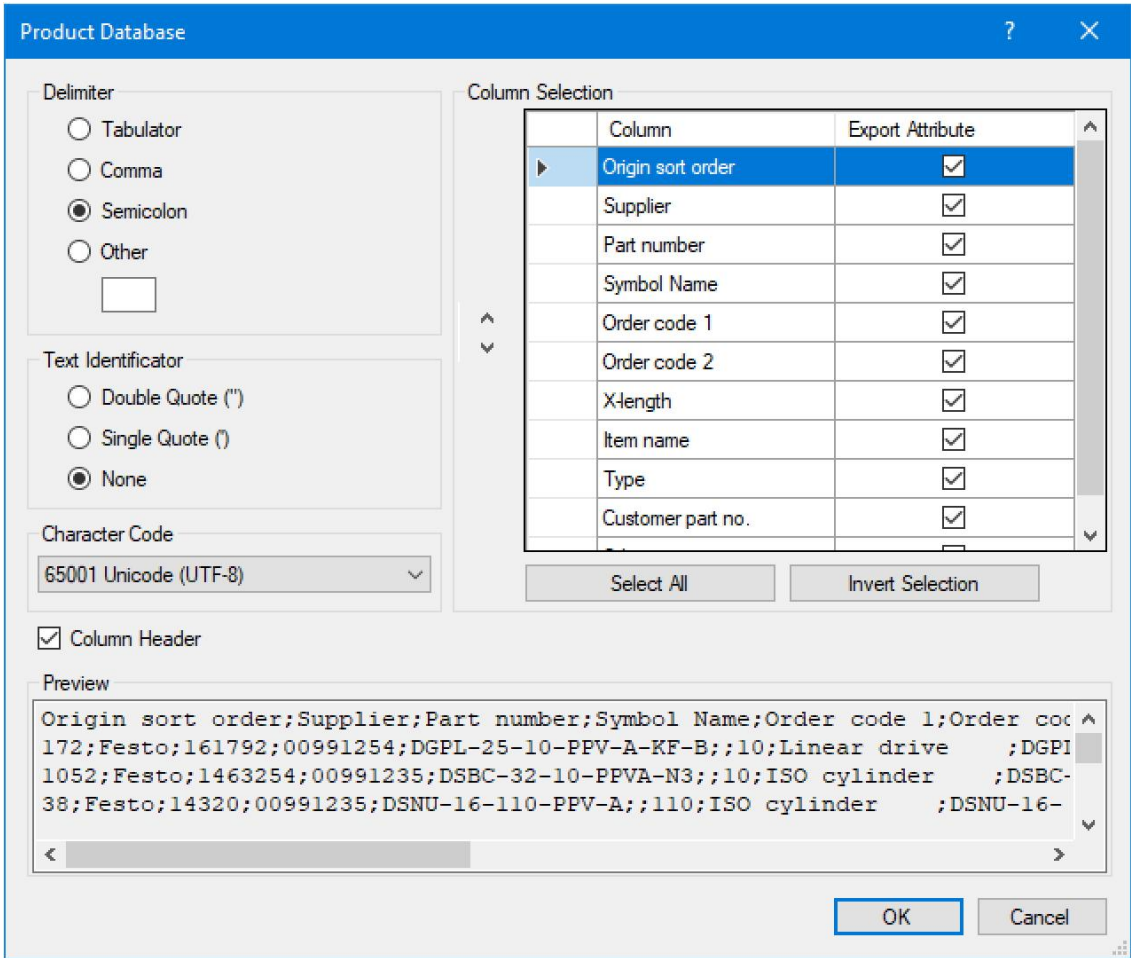 Product Database
Delimiter
Tabulator
Comma
Semicolon
Other
Text Identificator
Double Quote (")
Single Quote (')
None
Character Code
65001 Unicode (UTF-8)
Column Selection
Column Export Attribute
Origin sort order
Supplier
Part number
Symbol Name
Order code 1
Order code 2
X-length
Item name
Type
Customer part no.
Select All Invert Selection
Column Header
Preview
Origin sort order;Supplier;Part number;Symbol Name;Order code 1;Order cod
172;Festo;161792;00991254;DGPL-25-10-PPV-A-KF-B;;10;Linear drive ;DGPL
1052;Festo;1463254;00991235;DSBC-32-10-PPVA-N3;;10;ISO cylinder ;DSBC-
38;Festo;14320;00991235;DSNU-16-110-PPV-A;;110;ISO cylinder ;DSNU-16-
OK Cancel